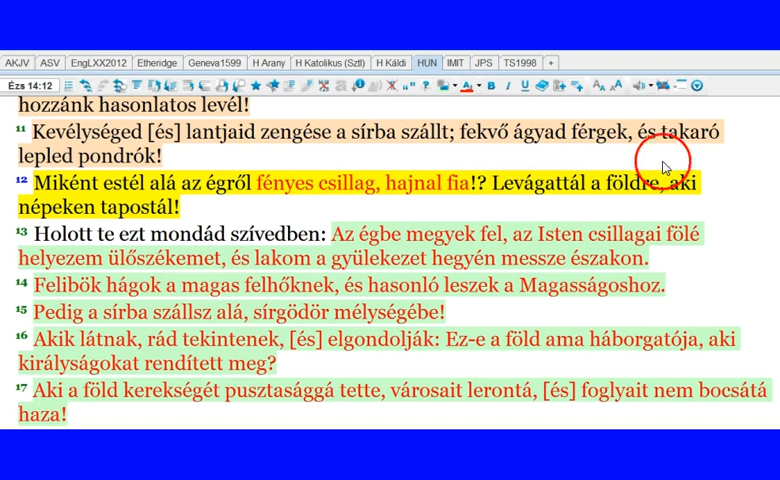 AKJV ASV EngLXX2012 Etheridge Geneva1599 H Arany H Katolikus (Sztl) H Káldi HUN IMIT JPS TS1998 +
Ézs 14:12
hozzánk hasonlatos levél!
11 Kevélységed [és] lantjaid zengése a sírba szállt; fekvő ágyad férgek, és takaró
lepled pondrók!
12 Miként estél alá az égről fényes csillag, hajnal fia!? Levágattál a földre, aki
népeken tapostál!
13 Holott te ezt mondád szívedben: Az égbe megyek fel, az Isten csillagai fölé
helyezem ülőszékemet, és lakom a gyülekezet hegyén messze északon.
14 Felibök hágok a magas felhőknek, és hasonló leszek a Magasságoshoz.
15 Pedig a sírba szállsz alá, sírgödör mélységébe!
16 Akik látnak, rád tekintenek, [és] elgondolják: Ez-e a föld ama háborgatója, aki
királyságokat rendített meg?
17 Aki a föld kerekségét pusztasággá tette, városait lerontá, [és] foglyait nem bocsátá
haza!